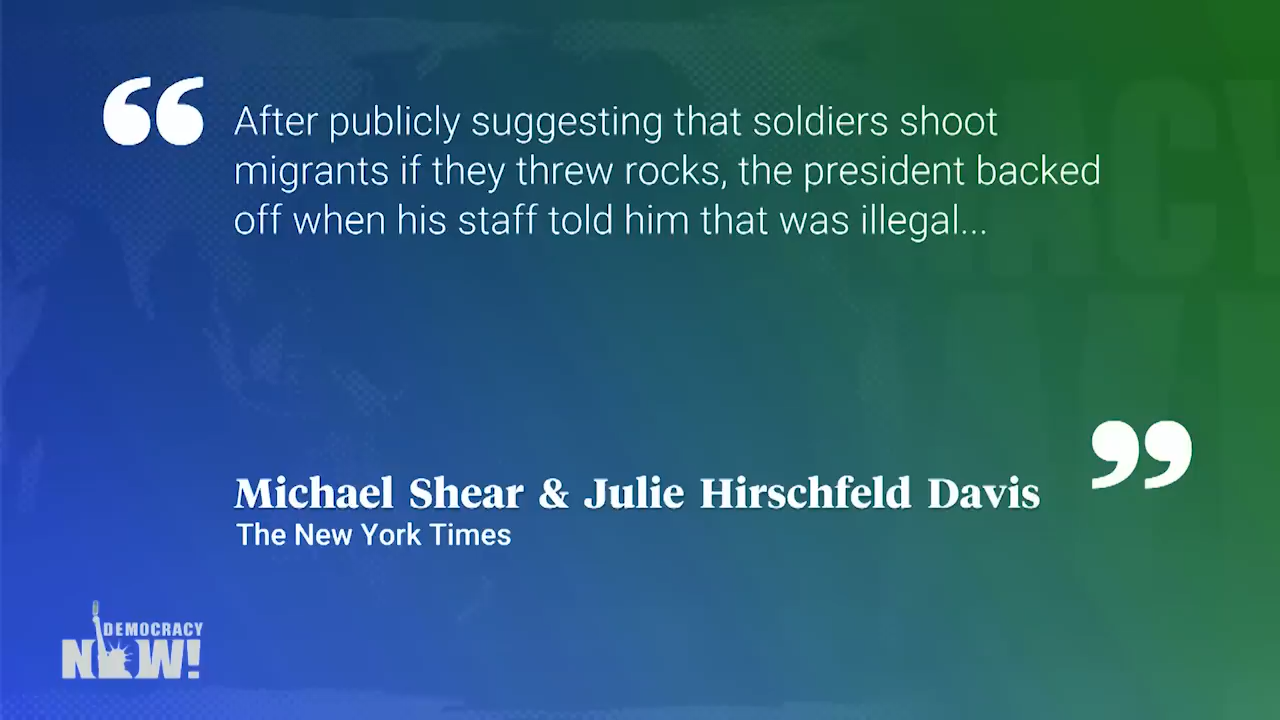 “ After publicly suggesting that soldiers shoot
migrants if they threw rocks, the president backed
off when his staff told him that was illegal...
”
Michael Shear & Julie Hirschfeld Davis
The New York Times
DEMOCRACY
NOW!